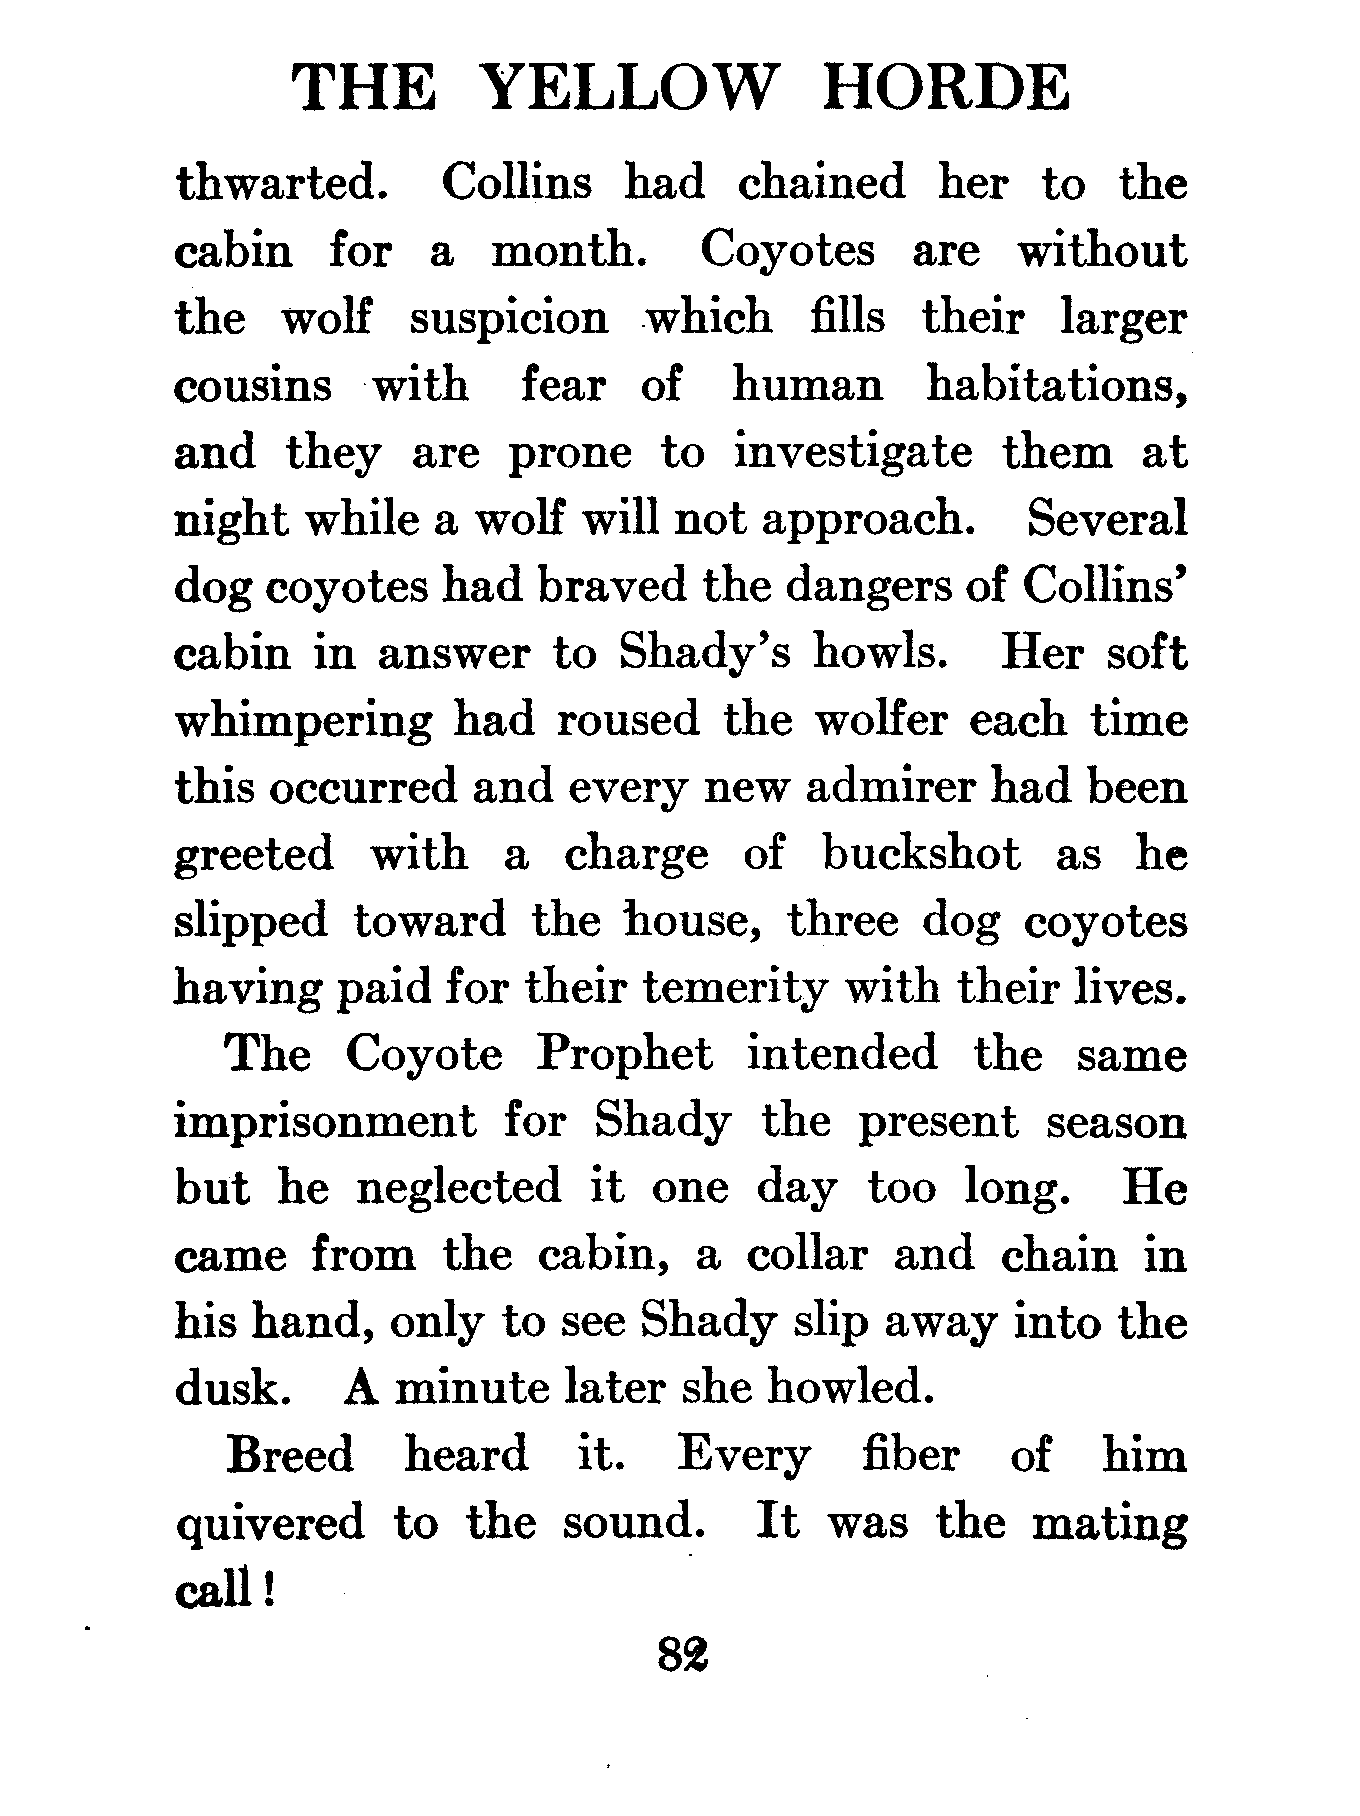 THE YELLOW HORDE
thwarted. Collins had chained her to the
cabin for a month. Coyotes are without
the wolf suspicion which fills their larger
cousins with fear of human habitations,
and they are prone to investigate them at
night while a wolf will not approach. Several
dog coyotes had braved the dangers of Collins'
cabin in answer to Shady's howls. Her soft
whimpering had roused the wolfer each time
this occurred and every new admirer had been
greeted with a charge of buckshot as he
slipped toward the house, three dog coyotes
having paid for their temerity with their lives.
The Coyote Prophet intended the same
imprisonment for Shady the present season
but he neglected it one day too long. He
came from the cabin, a collar and chain in
his hand, only to see Shady slip away into the
dusk. A minute later she howled.
Breed heard it. Every fiber of him
quivered to the sound. It was the mating
call!
82